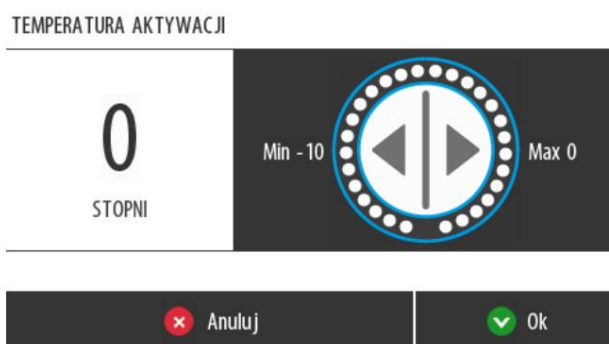 TEMPERATURA AKTYWACJI
0
STOPNI
Min - 10
Max 0
Anuluj
Ok